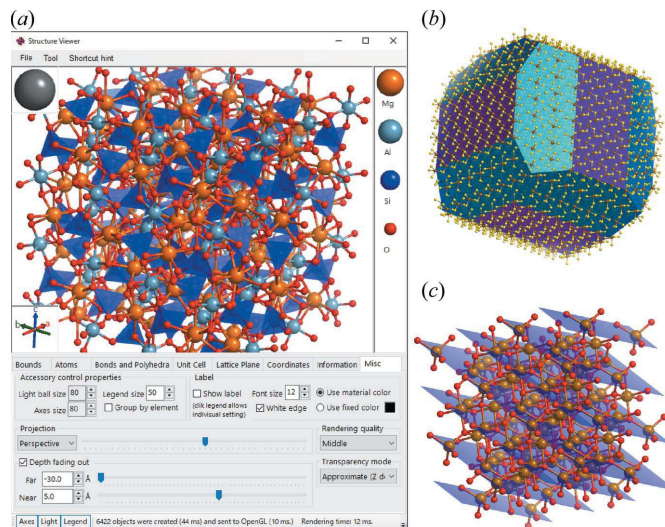 (a)
Structure Viewer
File Tool Shortcut hint
Mg
Al
Si
O
c
b a
Bounds Atoms Bonds and Polyhedra Unit Cell Lattice Plane Coordinates Information Misc
Accessory control properties
Light ball size 80 Legend size 50
Axes size 80 Group by element
Label
Show label Font size 12 Use material color
(clik legend allows indivisual setting) White edge Use fixed color
Projection
Perspective
Rendering quality
Middle
Depth fading out
Far -30.0 Å
Near 5.0 Å
Transparency mode
Approximate (Z d
Axes Light Legend 6422 objects were created (44 ms) and sent to OpenGL (10 ms.) Rendering time: 12 ms.
(b)
(c)